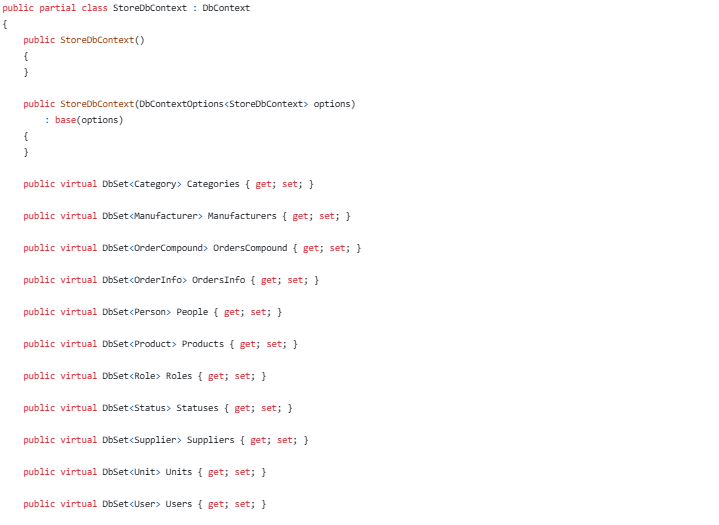 public partial class StoreDbContext : DbContext
{
    public StoreDbContext()
    {
    }
    public StoreDbContext(DbContextOptions<StoreDbContext> options)
        : base(options)
    {
    }
    public virtual DbSet<Category> Categories { get; set; }
    public virtual DbSet<Manufacturer> Manufacturers { get; set; }
    public virtual DbSet<OrderCompound> OrdersCompound { get; set; }
    public virtual DbSet<OrderInfo> OrdersInfo { get; set; }
    public virtual DbSet<Person> People { get; set; }
    public virtual DbSet<Product> Products { get; set; }
    public virtual DbSet<Role> Roles { get; set; }
    public virtual DbSet<Status> Statuses { get; set; }
    public virtual DbSet<Supplier> Suppliers { get; set; }
    public virtual DbSet<Unit> Units { get; set; }
    public virtual DbSet<User> Users { get; set; }